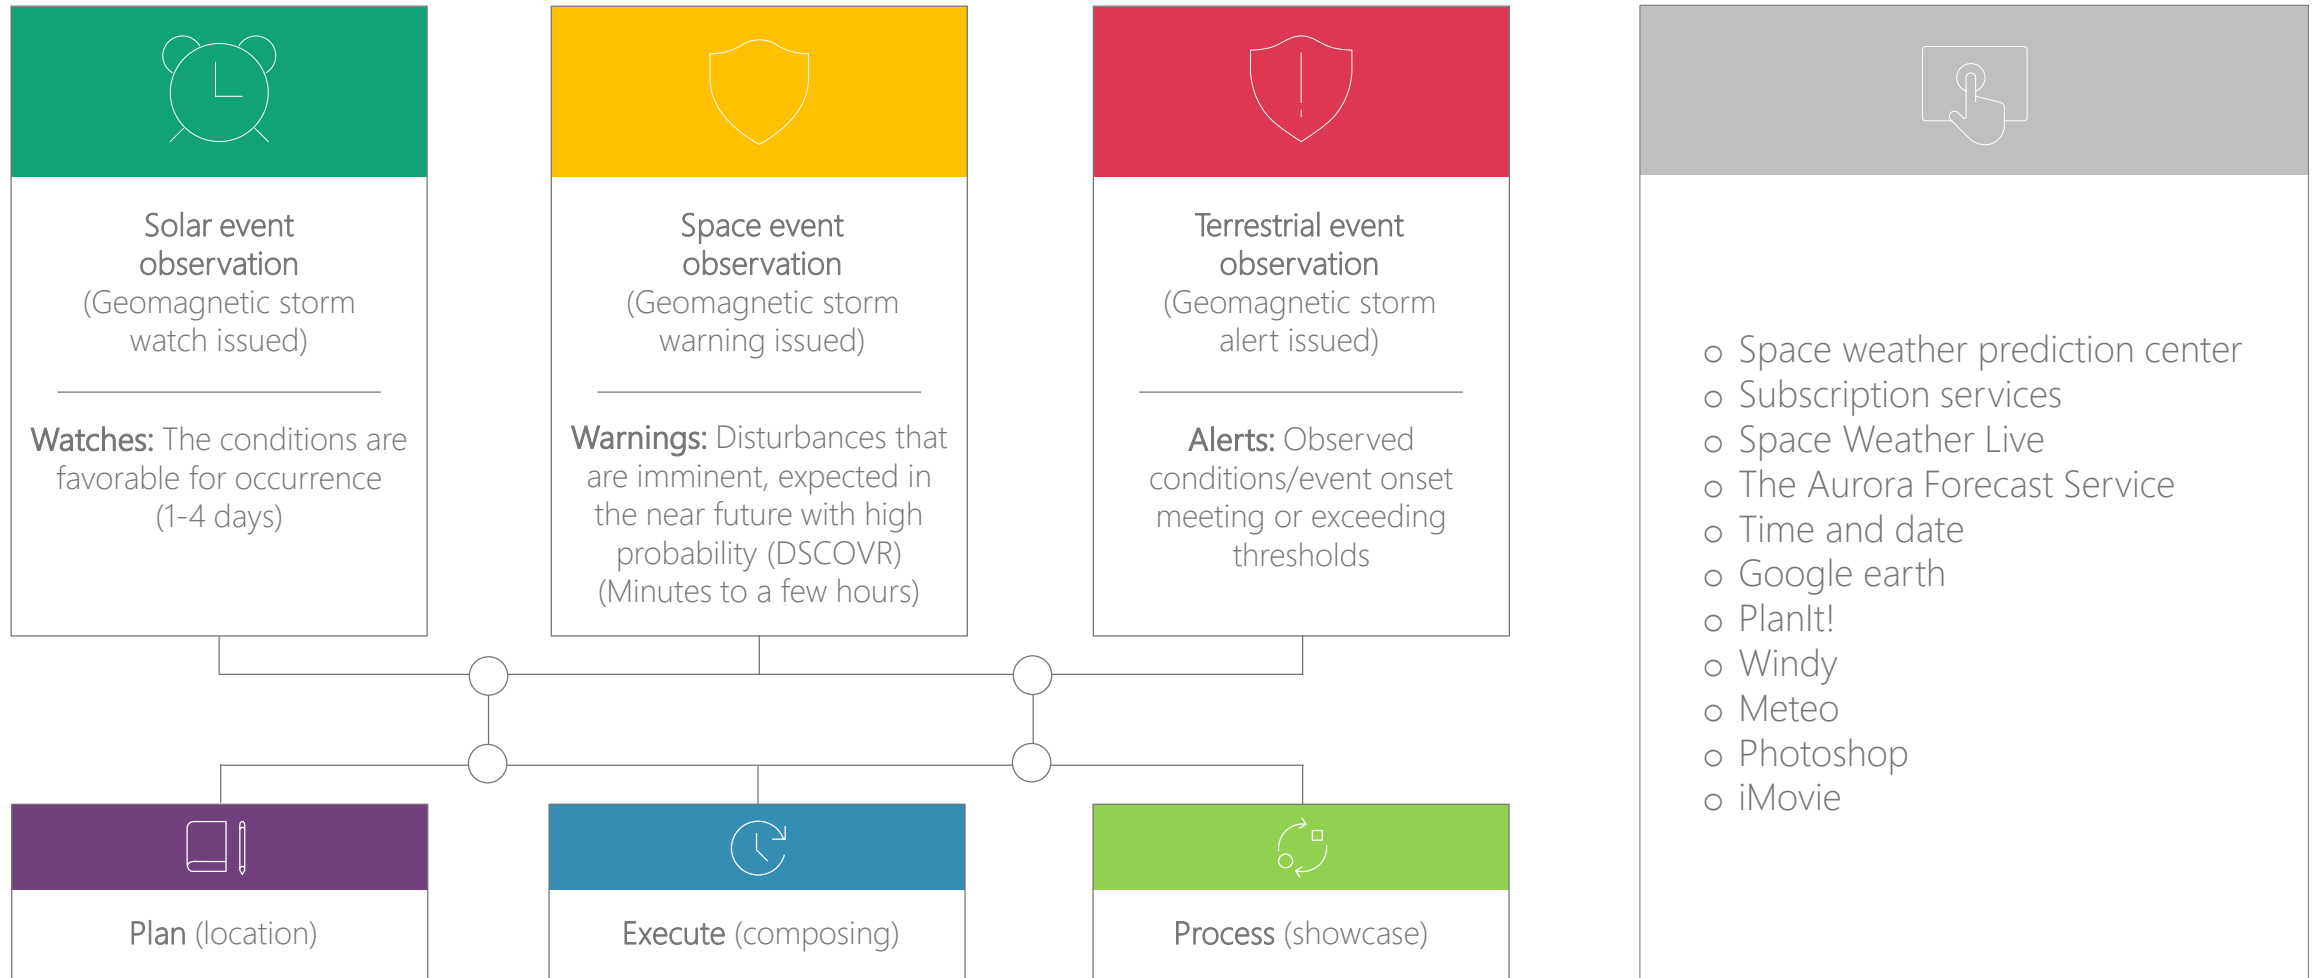 Solar event
observation
(Geomagnetic storm
watch issued)
Watches: The conditions are
favorable for occurrence
(1-4 days)
Space event
observation
(Geomagnetic storm
warning issued)
Warnings: Disturbances that
are imminent, expected in
the near future with high
probability (DSCOVR)
(Minutes to a few hours)
Terrestrial event
observation
(Geomagnetic storm
alert issued)
Alerts: Observed
conditions/event onset
meeting or exceeding
thresholds
Plan (location)
Execute (composing)
Process (showcase)
o Space weather prediction center
o Subscription services
o Space Weather Live
o The Aurora Forecast Service
o Time and date
o Google earth
o PlanIt!
o Windy
o Meteo
o Photoshop
o iMovie